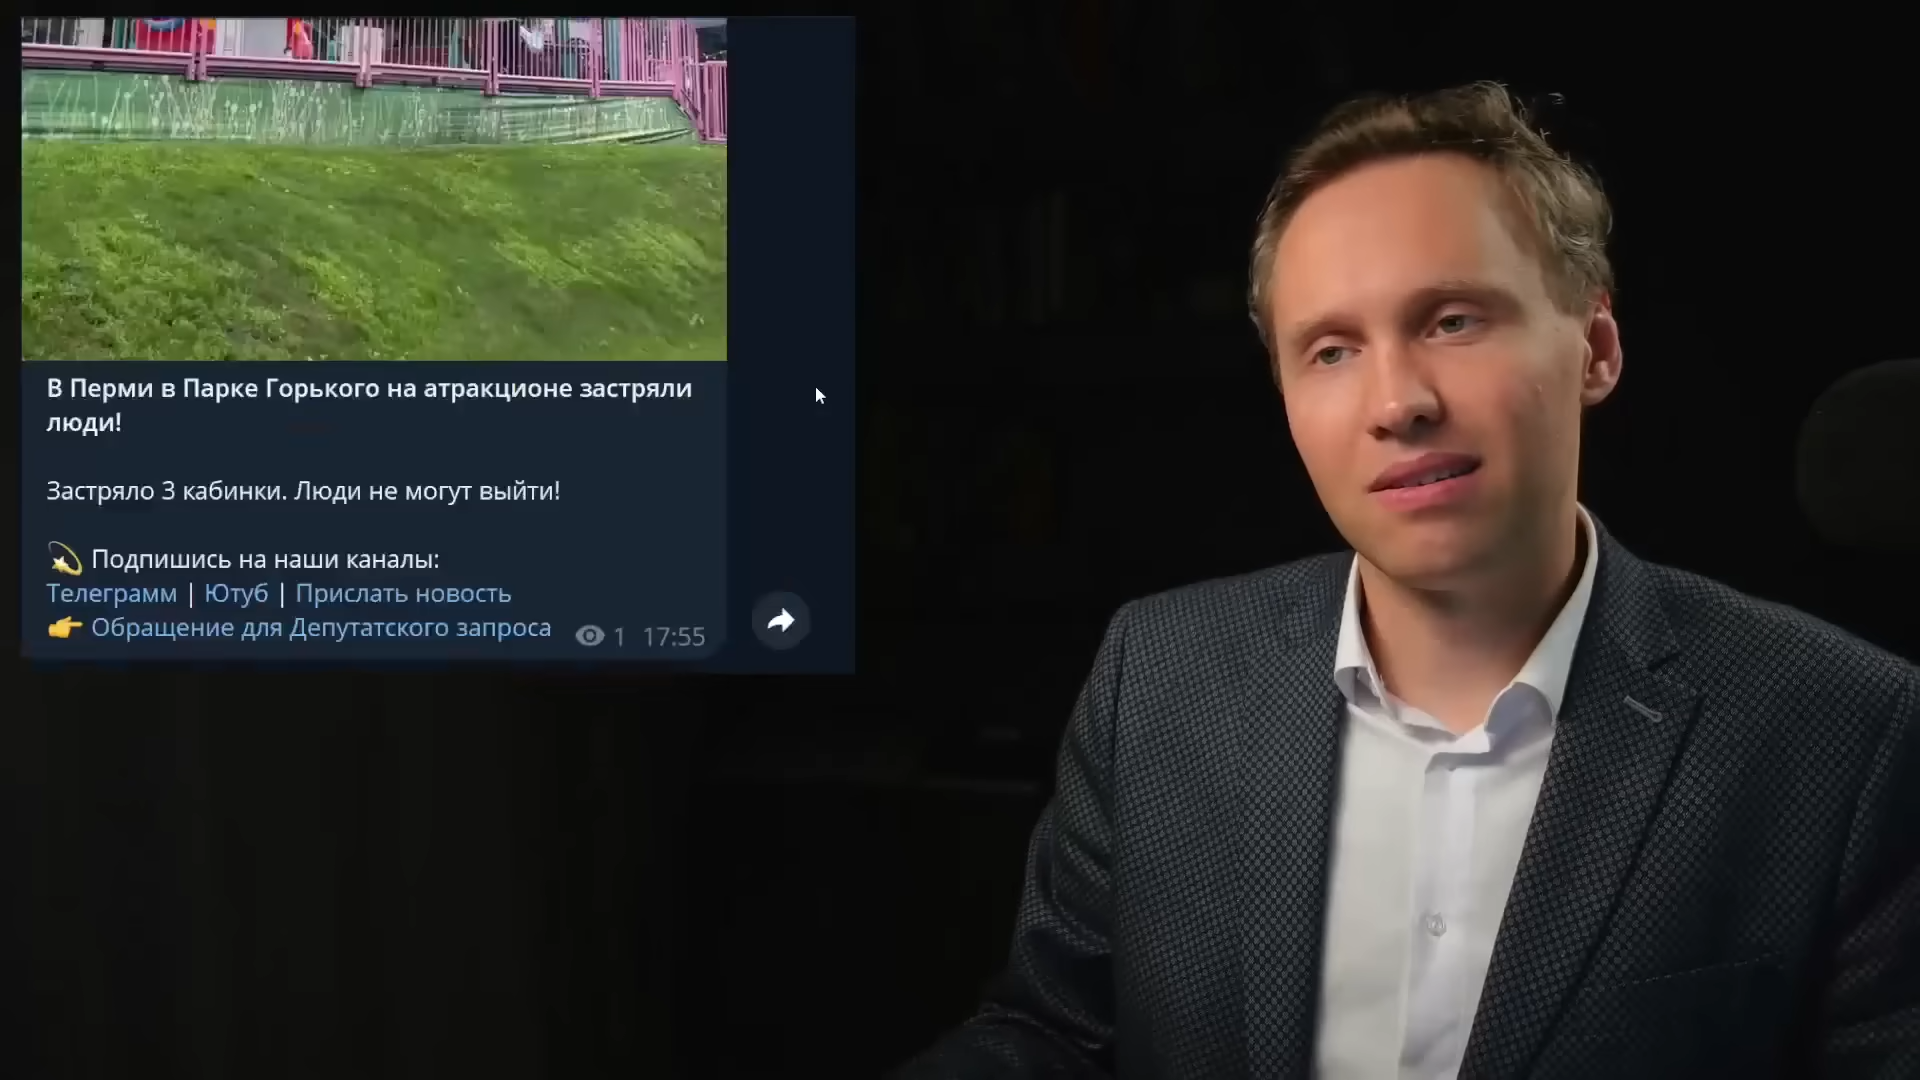 В Перми в Парке Горького на атракционе застряли
люди!
Застряло 3 кабинки. Люди не могут выйти!
Подпишись на наши каналы:
Телеграмм | Ютуб | Прислать новость
Обращение для Депутатского запроса
1 17:55